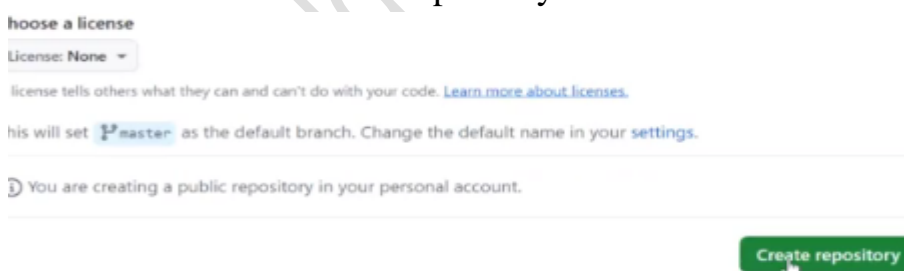 hoose a license
License: None
license tells others what they can and can't do with your code. Learn more about licenses.
his will set master as the default branch. Change the default name in your settings.
You are creating a public repository in your personal account.
Create repository